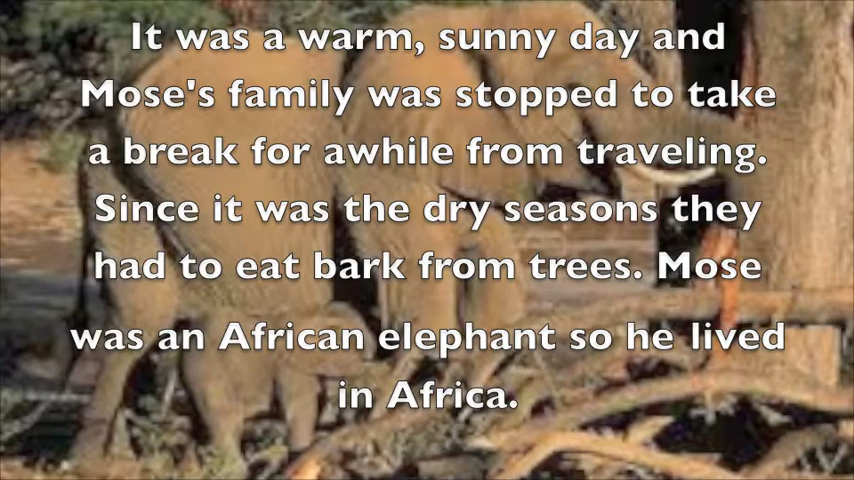 It was a warm, sunny day and
Mose's family was stopped to take
a break for awhile from traveling.
Since it was the dry seasons they
had to eat bark from trees. Mose
was an African elephant so he lived
in Africa.